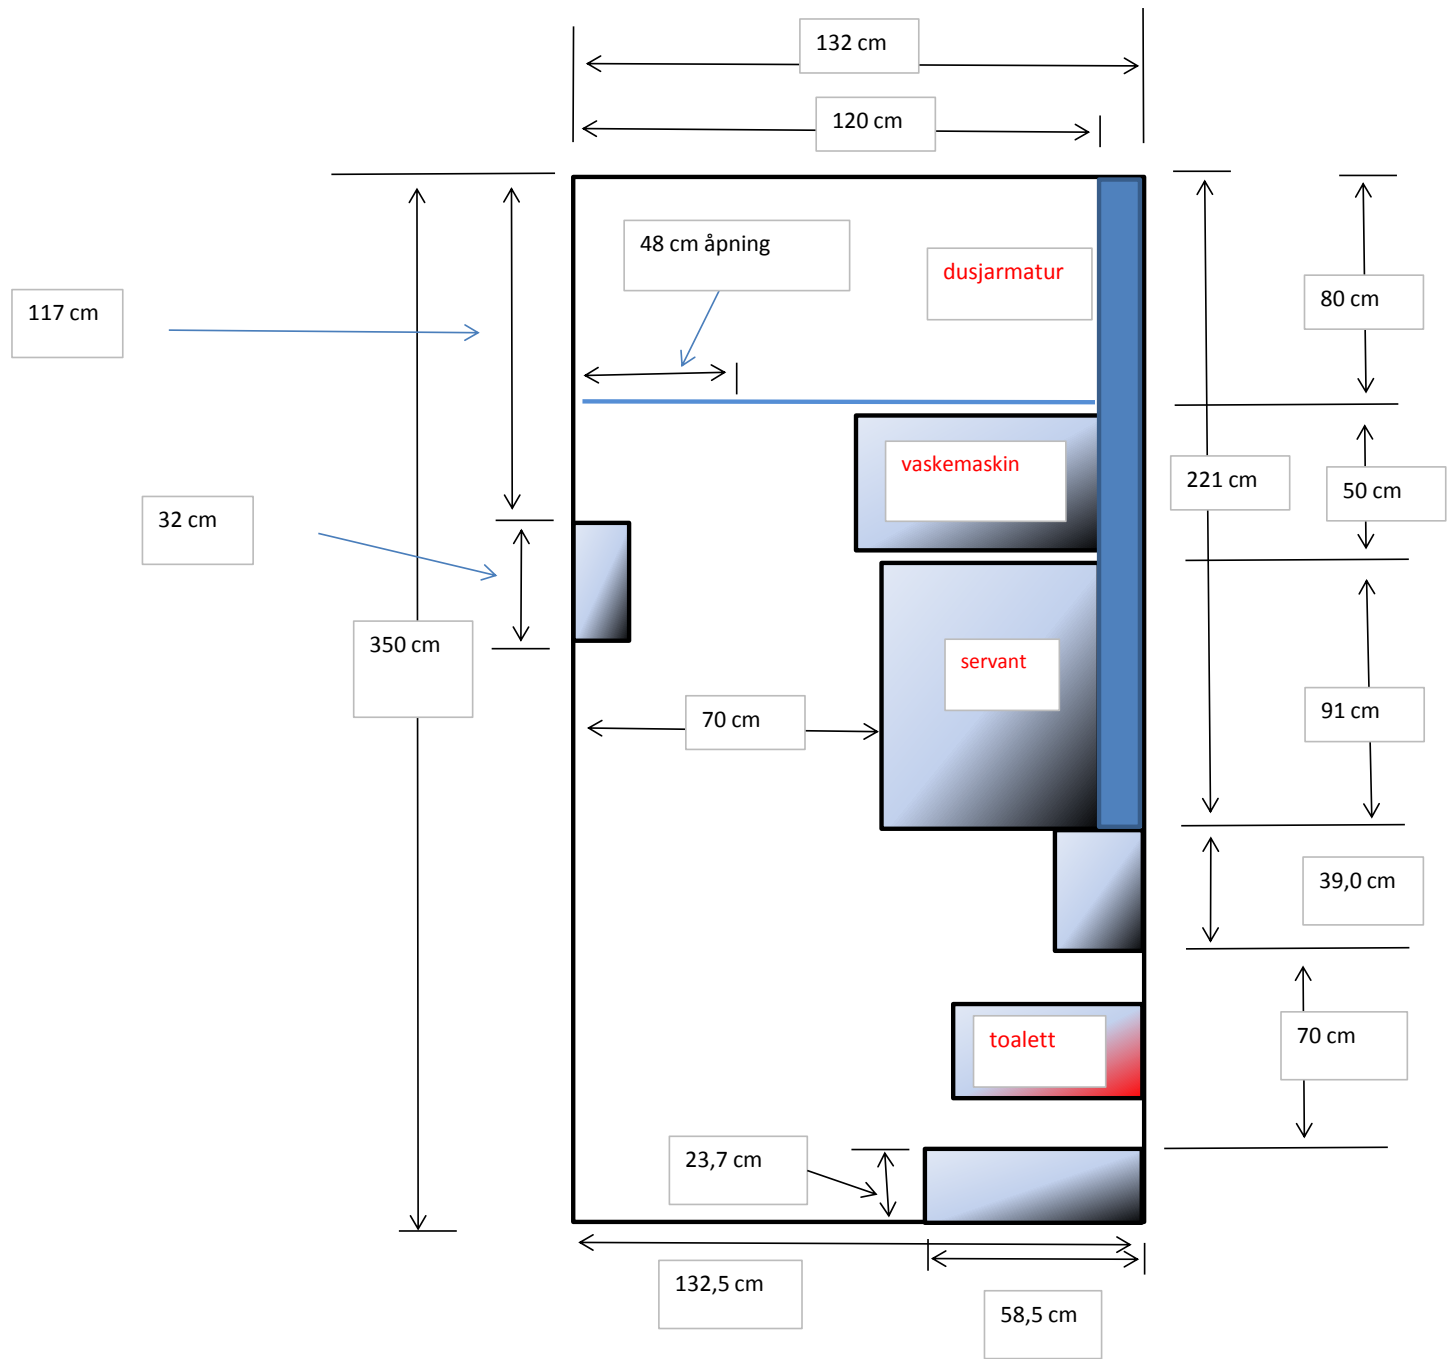 132 cm
120 cm
48 cm åpning
dusjarmatur
117 cm
80 cm
vaskemaskin
221 cm
50 cm
32 cm
350 cm
servant
70 cm
91 cm
39,0 cm
toalett
70 cm
23,7 cm
132,5 cm
58,5 cm